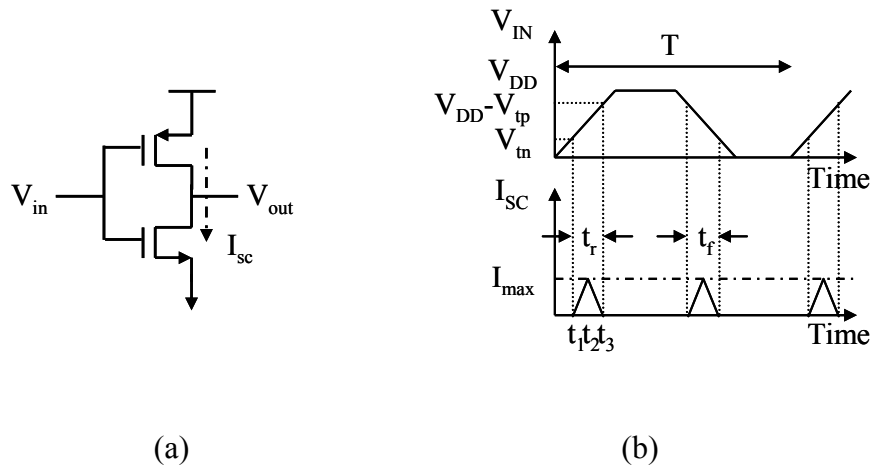 V_in
V_out
I_sc
(a)
V_IN
T
V_DD
V_DD-V_tp
V_tn
Time
I_SC
t_r
t_f
I_max
t_1t_2t_3
Time
(b)